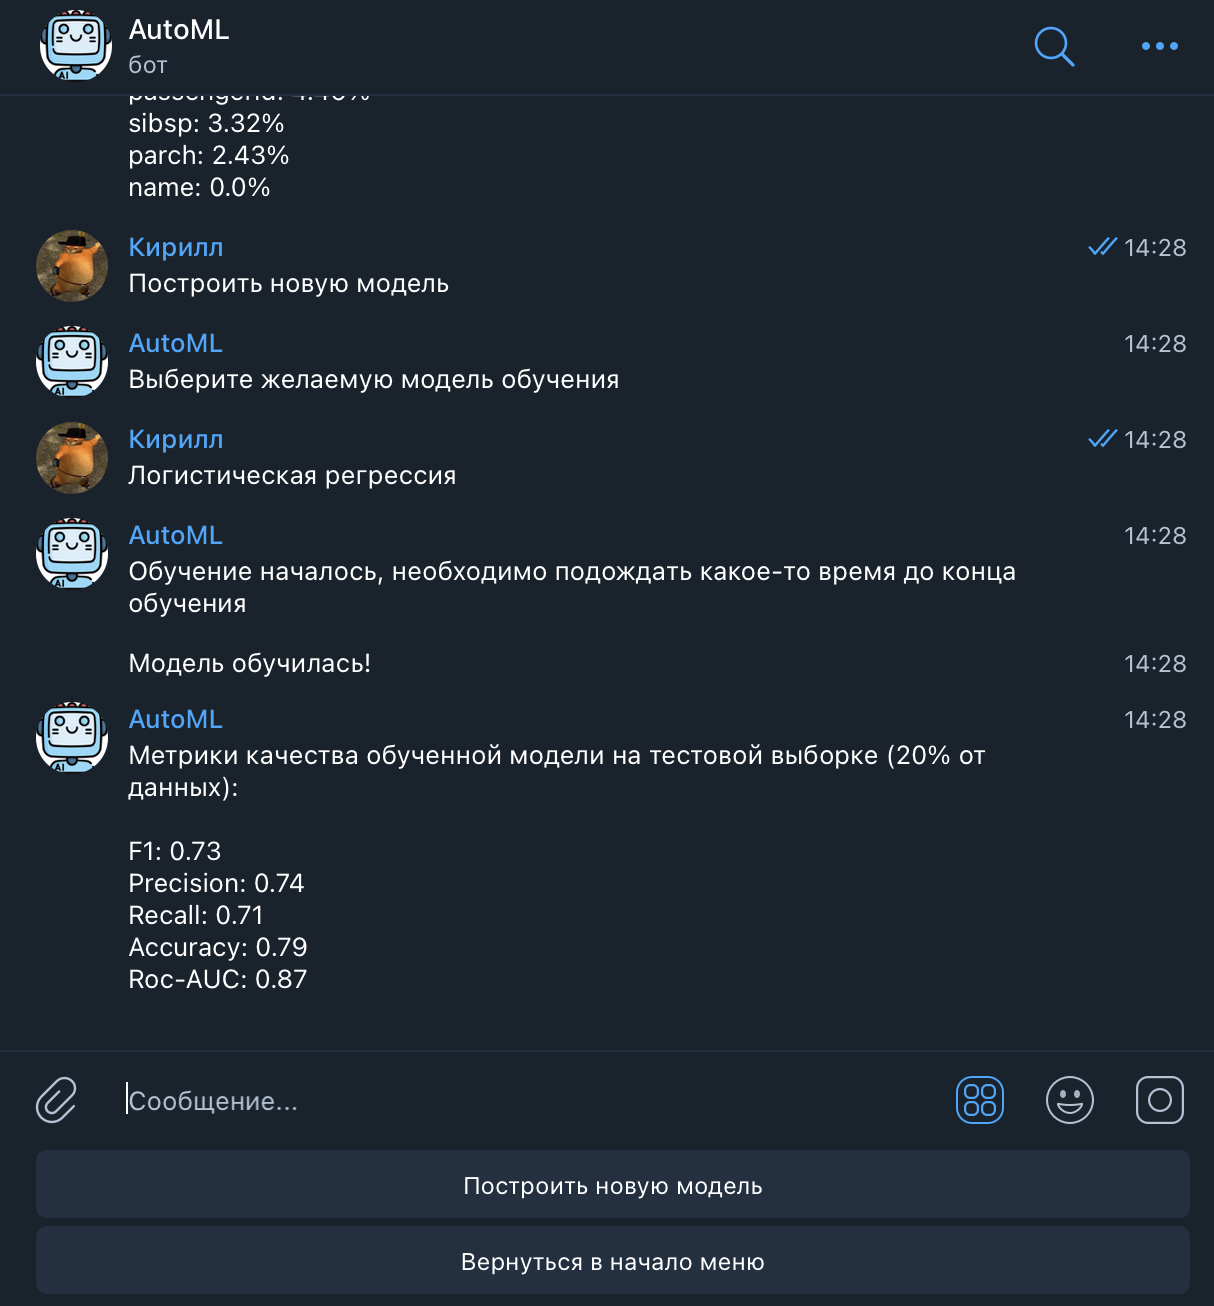 AutoML
бот
sibsp: 3.32%
parch: 2.43%
name: 0.0%
Кирилл
14:28
Построить новую модель
AutoML
14:28
Выберите желаемую модель обучения
Кирилл
14:28
Логистическая регрессия
AutoML
14:28
Обучение началось, необходимо подождать какое-то время до конца
обучения
Модель обучилась!
14:28
AutoML
14:28
Метрики качества обученной модели на тестовой выборке (20% от
данных):
F1: 0.73
Precision: 0.74
Recall: 0.71
Accuracy: 0.79
Roc-AUC: 0.87
Сообщение...
Построить новую модель
Вернуться в начало меню